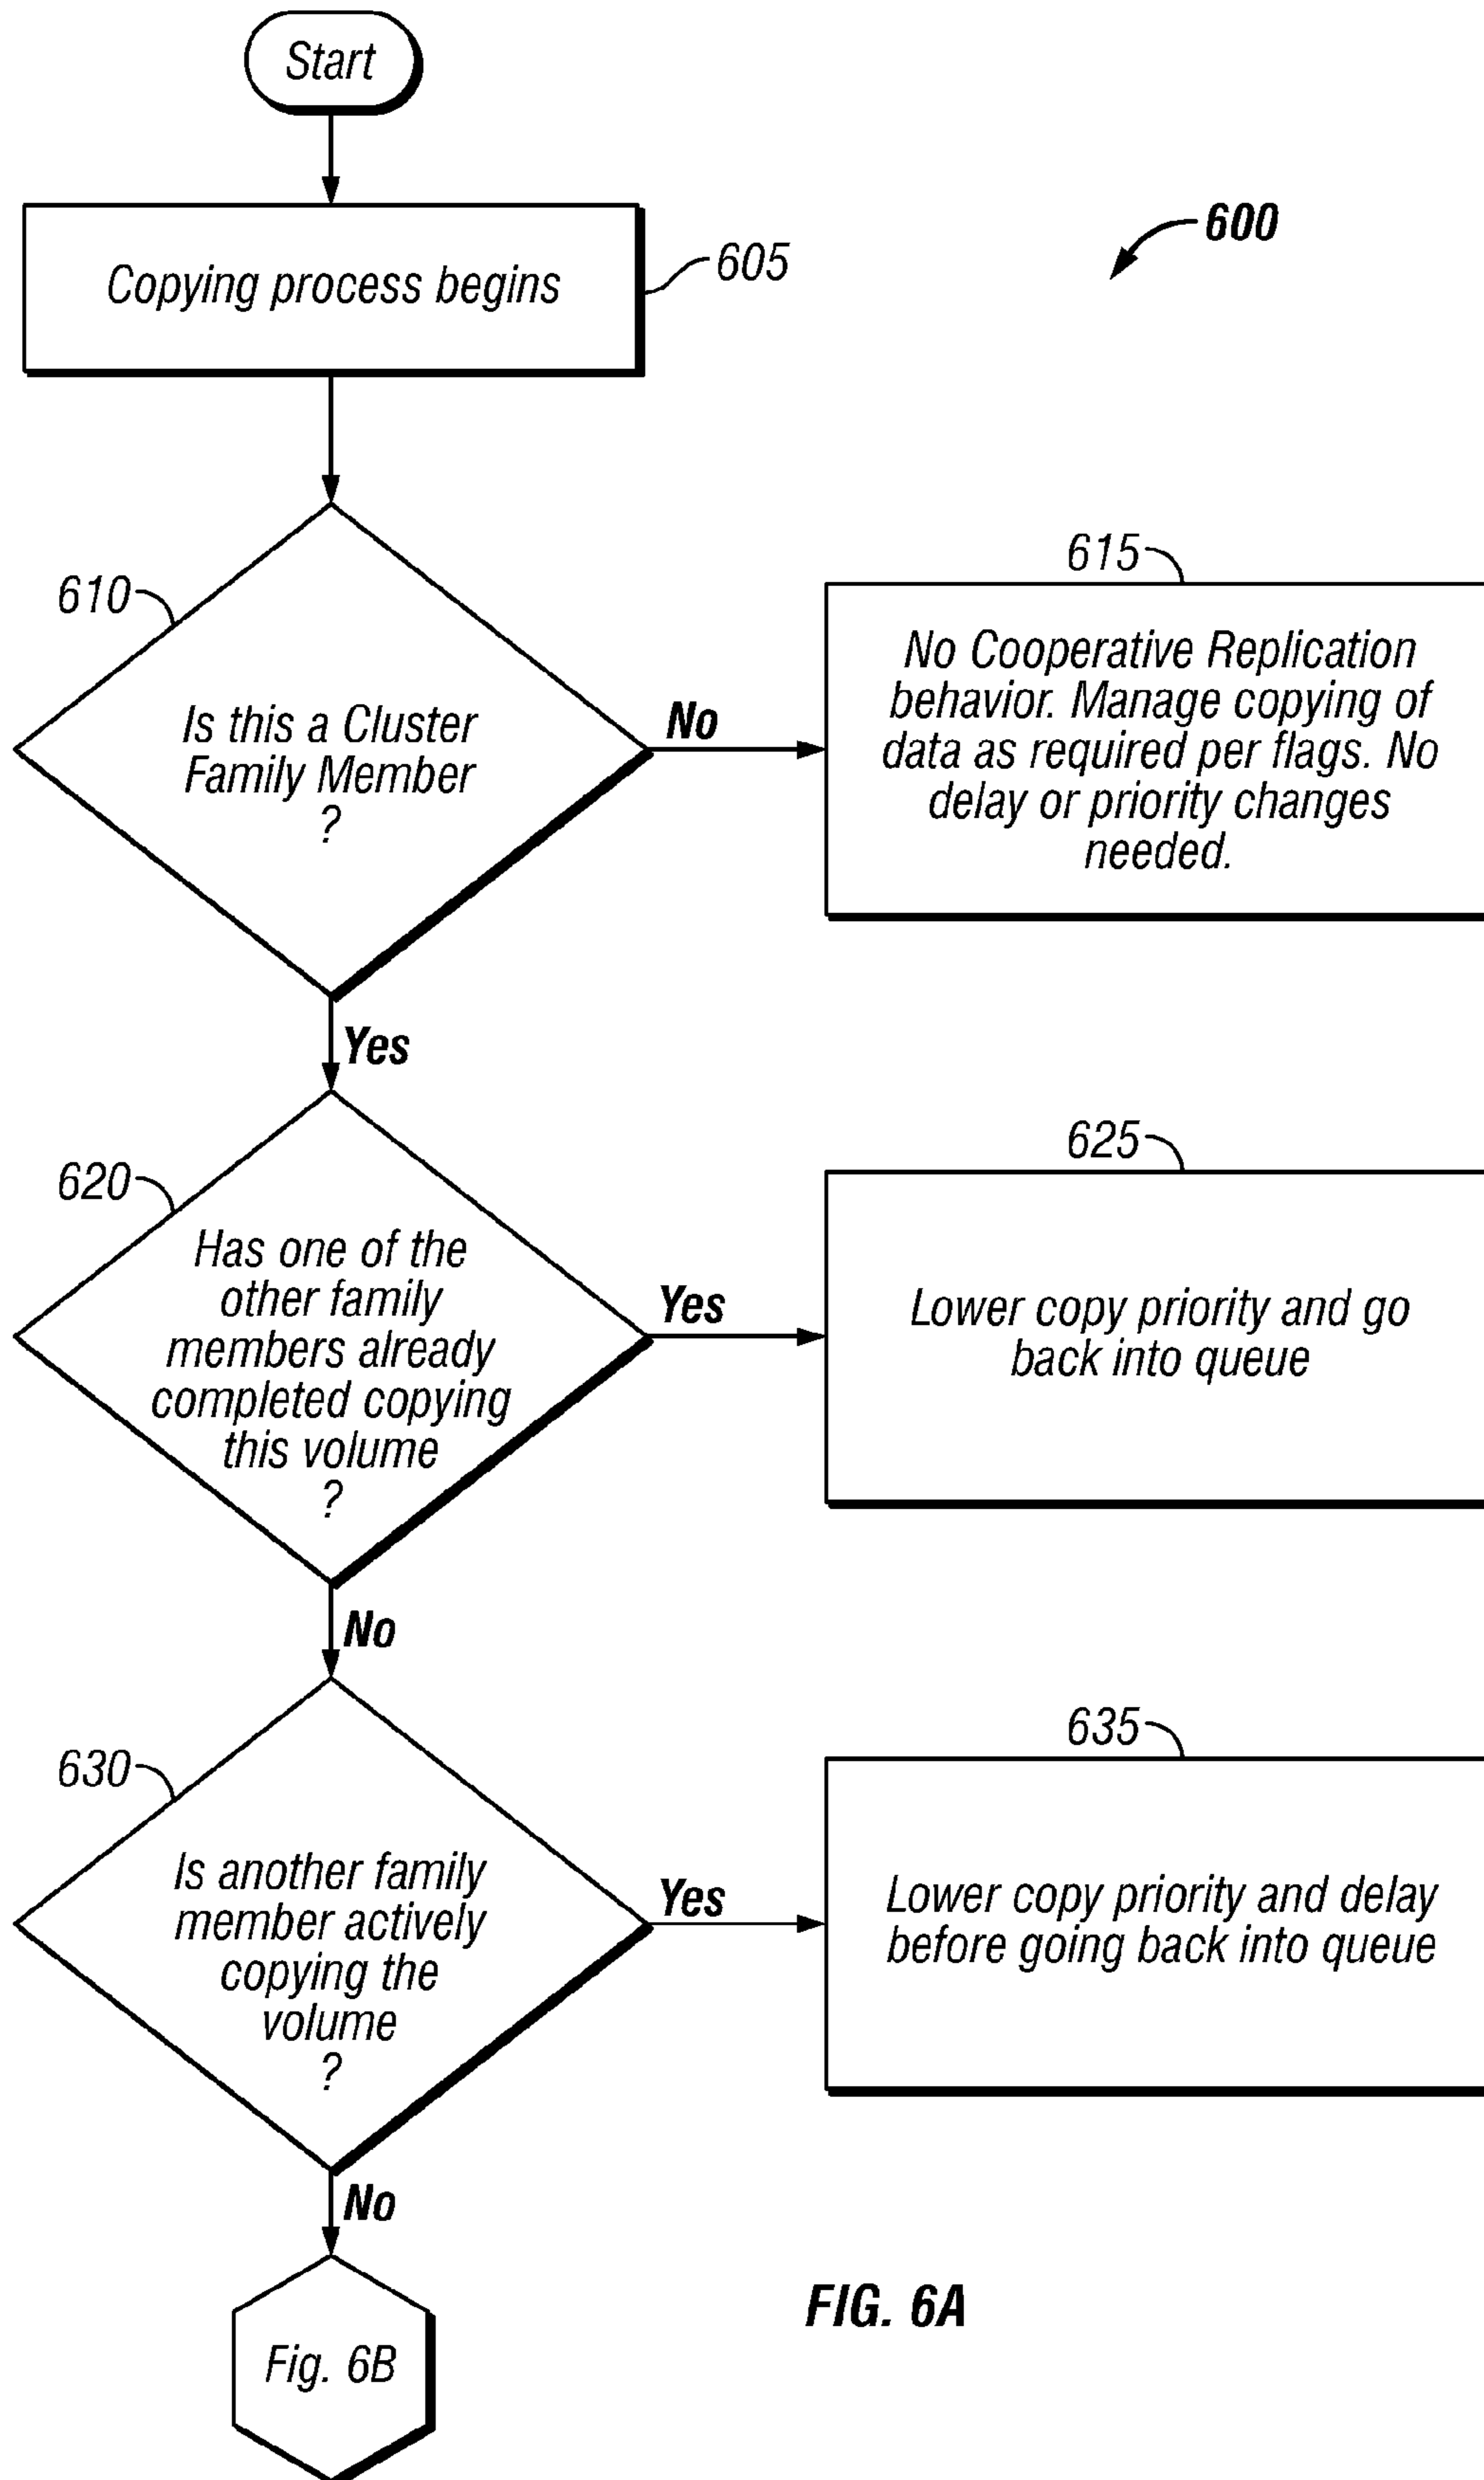 Start
600
Copying process begins
605
610
Is this a Cluster
Family Member
?
No
615
No Cooperative Replication
behavior. Manage copying of
data as required per flags. No
delay or priority changes
needed.
Yes
620
Has one of the
other family
members already
completed copying
this volume
?
Yes
625
Lower copy priority and go
back into queue
No
630
Is another family
member actively
copying the
volume
?
Yes
635
Lower copy priority and delay
before going back into queue
No
Fig. 6B
FIG. 6A